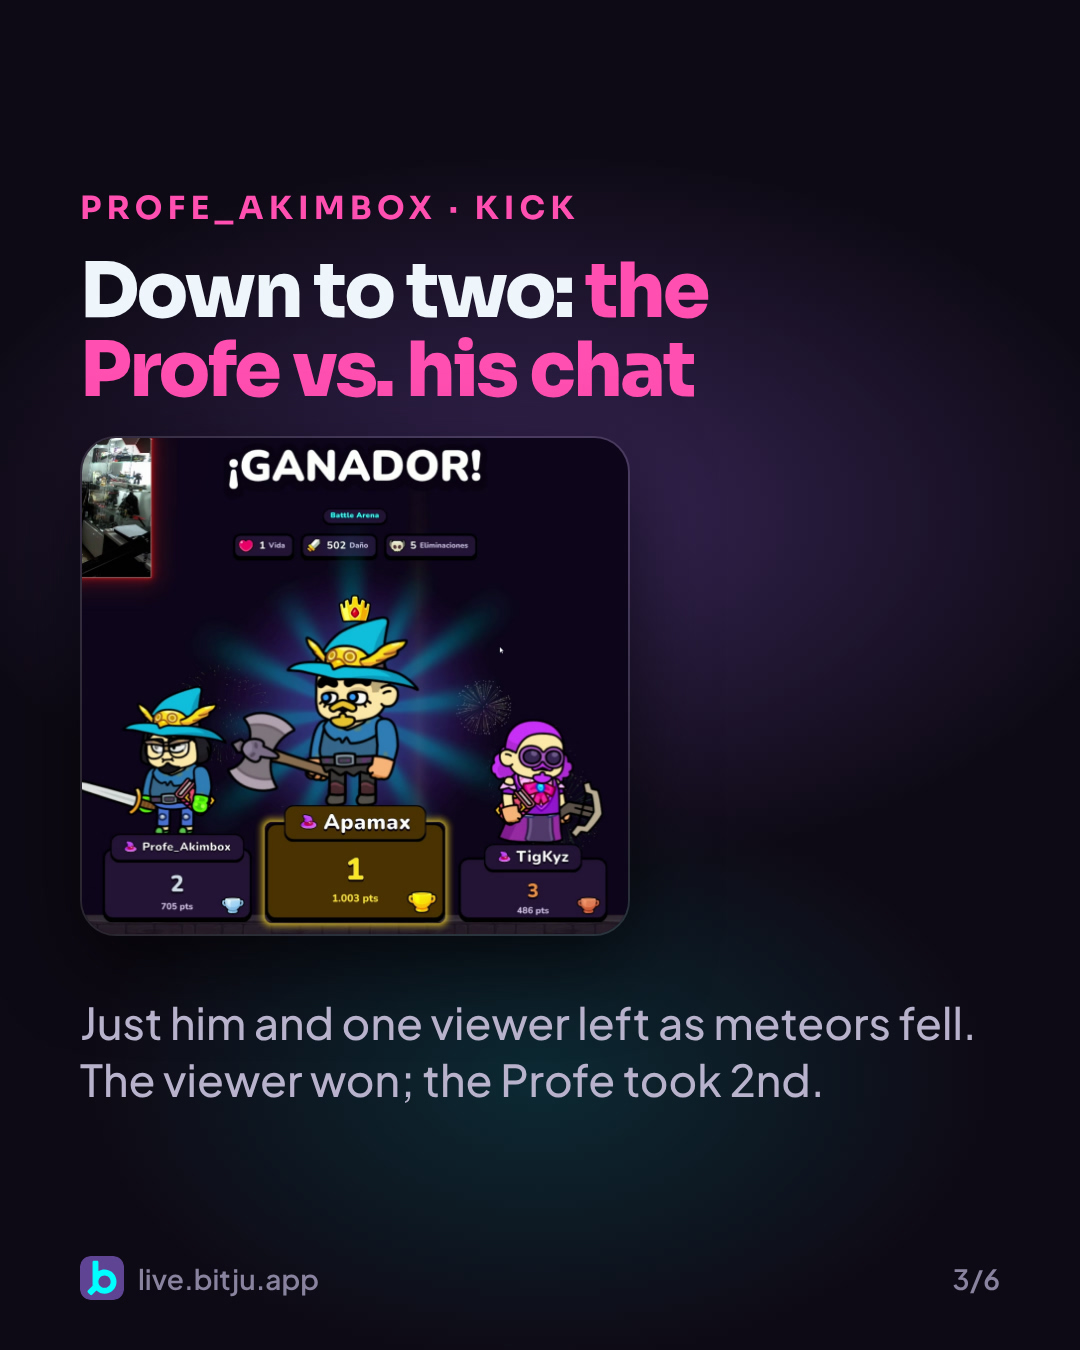 PROFE_AKIMBOX · KICK
Down to two: the
Profe vs. his chat
¡GANADOR!
Battle Arena
1 Vida 502 Daño 5 Eliminaciones
Apamax
1
1.003 pts
Profe_Akimbox
2
705 pts
TigKyz
3
486 pts
Just him and one viewer left as meteors fell.
The viewer won; the Profe took 2nd.
live.bitju.app
3/6